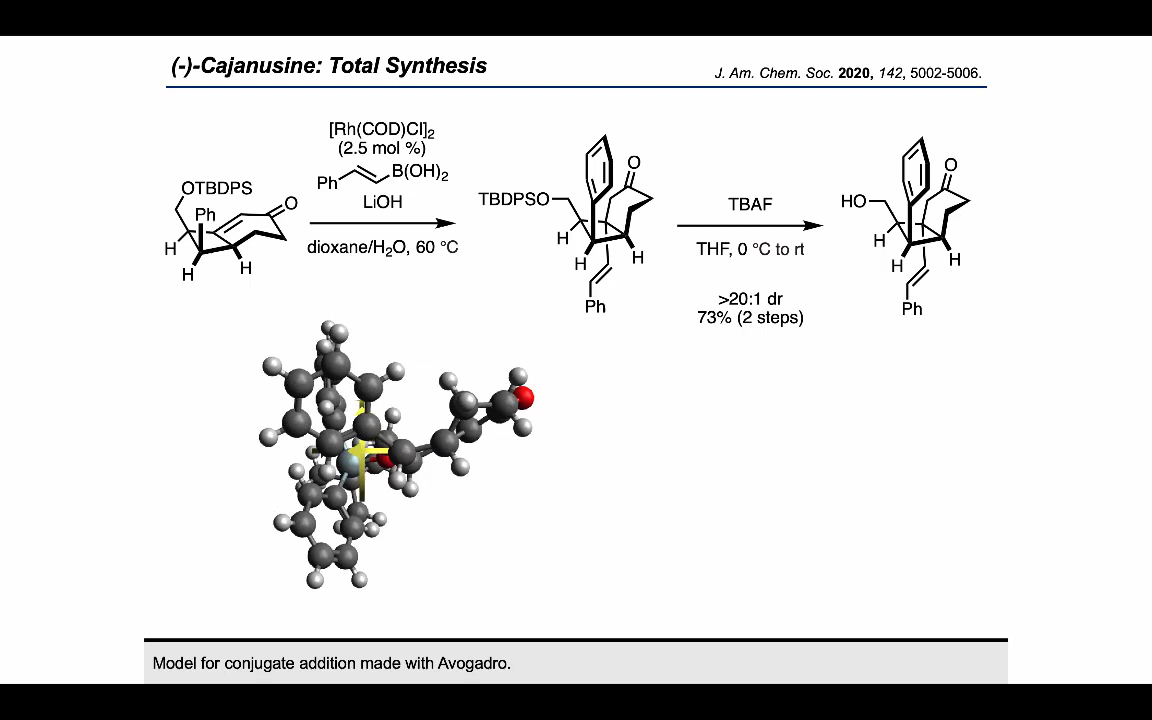 (-)-Cajanusine: Total Synthesis
J. Am. Chem. Soc. 2020, 142, 5002-5006.
[Rh(COD)Cl]2
(2.5 mol %)
Ph
B(OH)2
LiOH
dioxane/H2O, 60 °C
OTBDPS
Ph
O
H
H
H
TBDPSO
O
H
H
H
Ph
TBAF
THF, 0 °C to rt
>20:1 dr
73% (2 steps)
HO
O
H
H
H
Ph
Model for conjugate addition made with Avogadro.